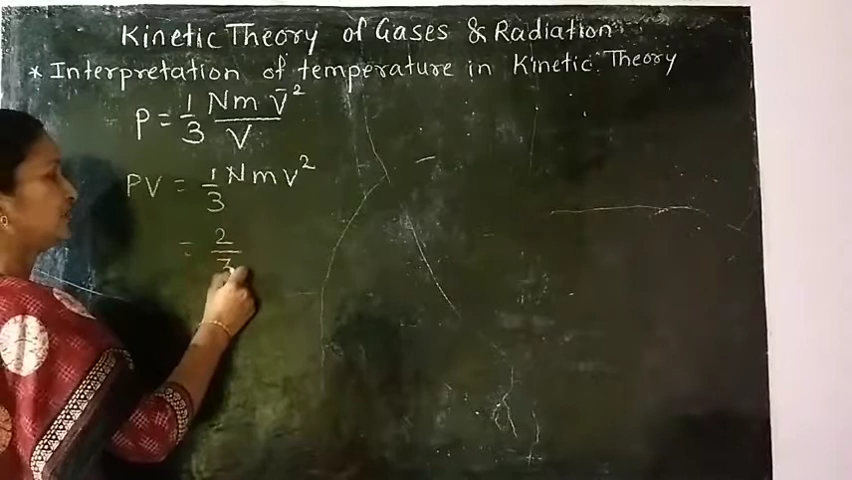 Kinetic Theory of Gases & Radiation
* Interpretation of temperature in Kinetic Theory
P = 1/3 Nm v̄² / V
PV = 1/3 N m v²
= 2/3